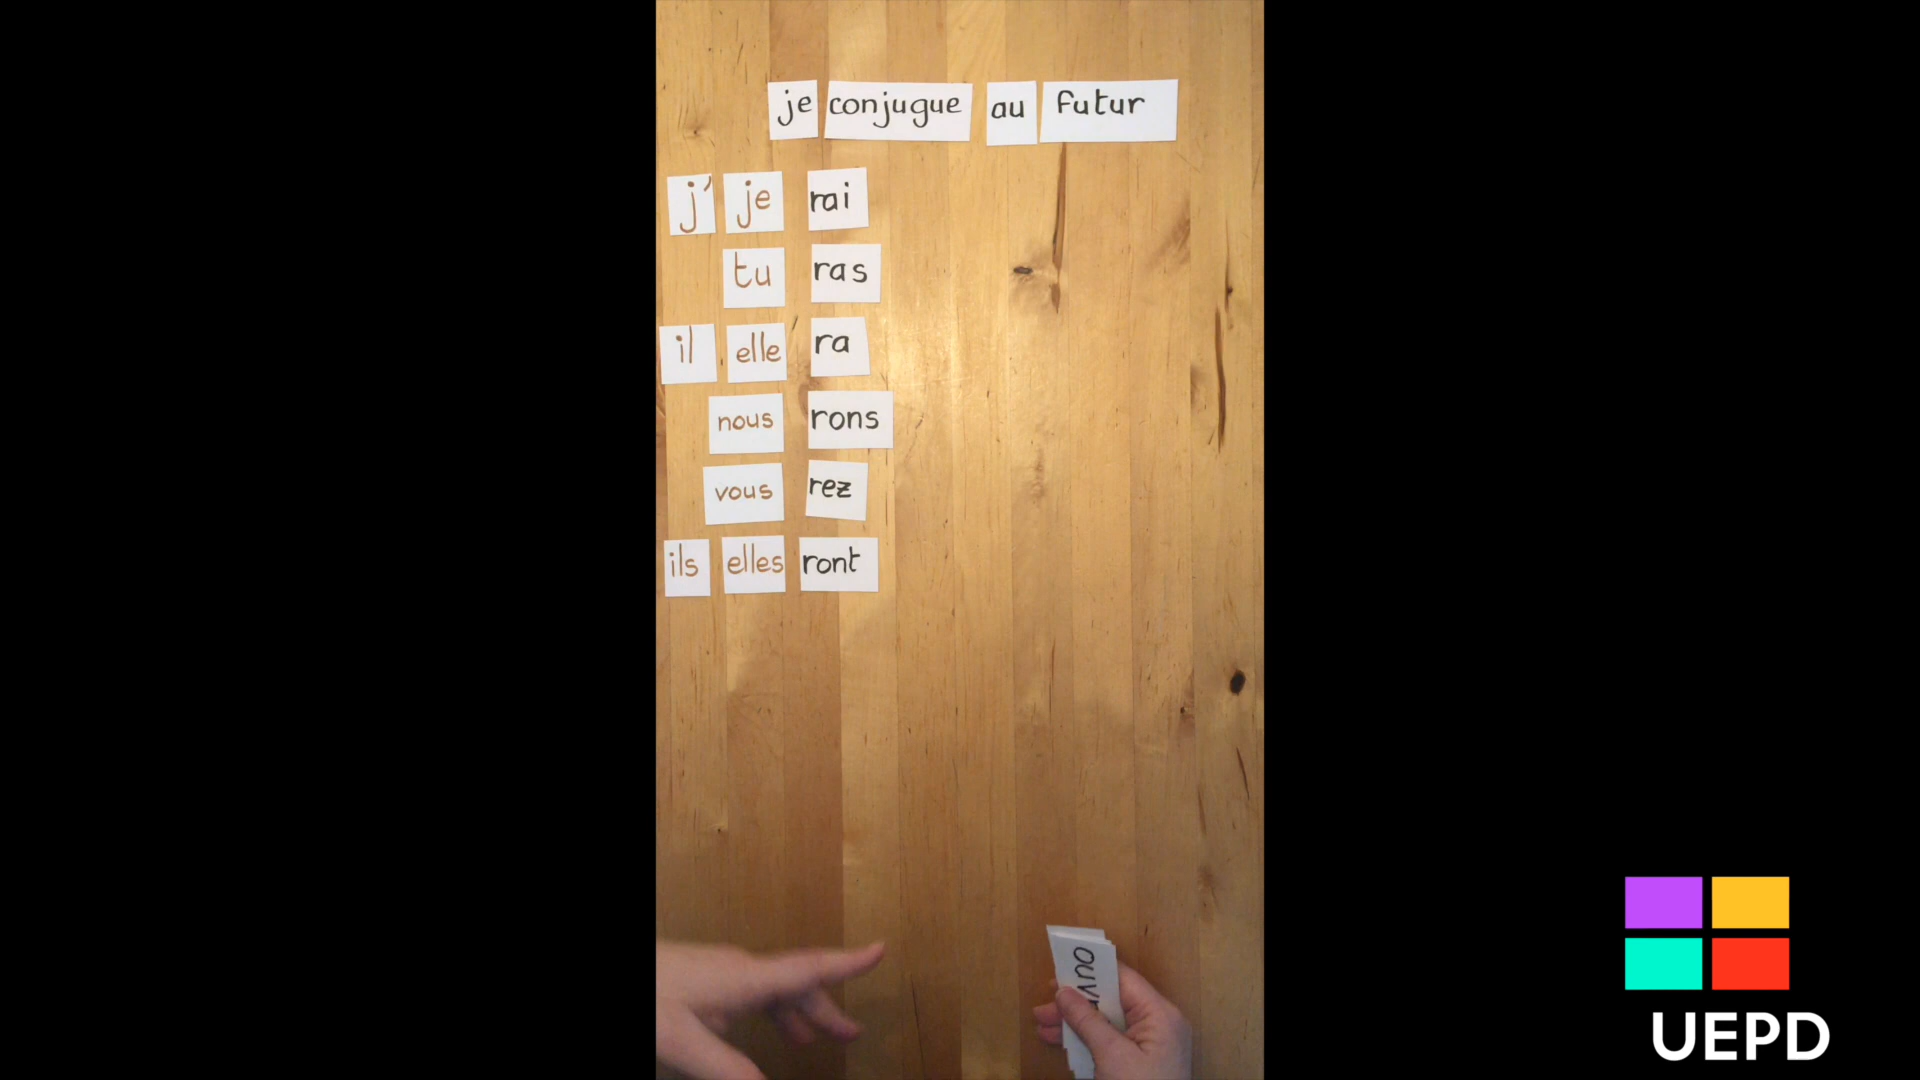 je conjugue au futur
j' je rai
tu ras
il elle ra
nous rons
vous rez
ils elles ront
ouv
UEPD